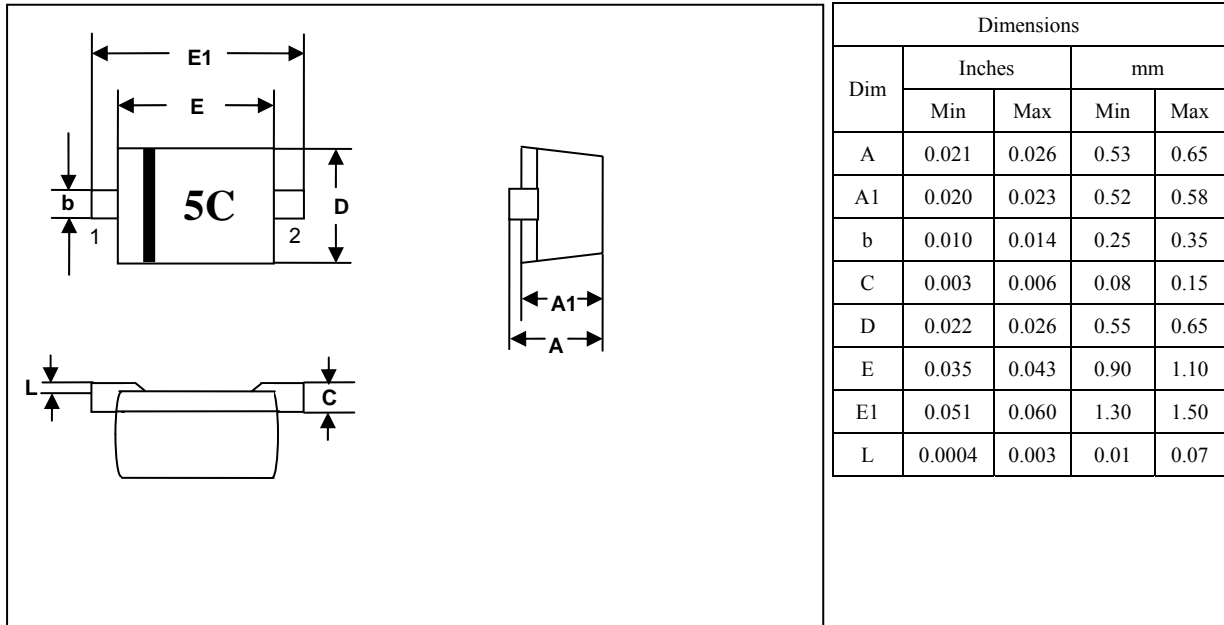 E1
E
b
5C
D
1
2
A1
A
L
C
Dimensions
Dim Inches mm
Min Max Min Max
A 0.021 0.026 0.53 0.65
A1 0.020 0.023 0.52 0.58
b 0.010 0.014 0.25 0.35
C 0.003 0.006 0.08 0.15
D 0.022 0.026 0.55 0.65
E 0.035 0.043 0.90 1.10
E1 0.051 0.060 1.30 1.50
L 0.0004 0.003 0.01 0.07